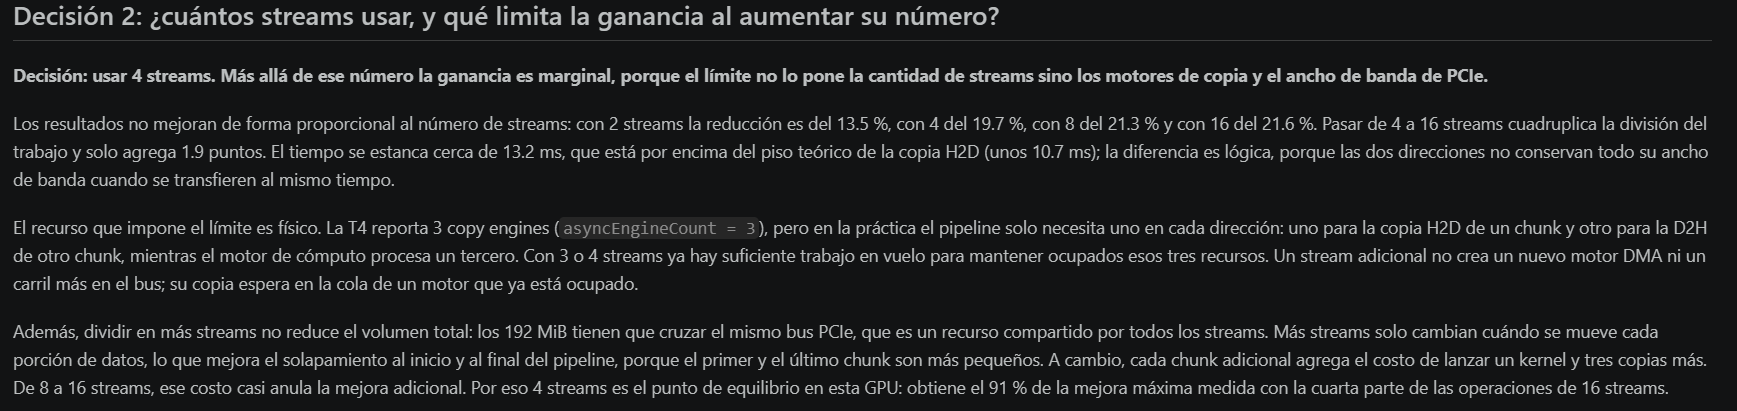 Decisión 2: ¿cuántos streams usar, y qué limita la ganancia al aumentar su número?
Decisión: usar 4 streams. Más allá de ese número la ganancia es marginal, porque el límite no lo pone la cantidad de streams sino los motores de copia y el ancho de banda de PCIe.
Los resultados no mejoran de forma proporcional al número de streams: con 2 streams la reducción es del 13.5 %, con 4 del 19.7 %, con 8 del 21.3 % y con 16 del 21.6 %. Pasar de 4 a 16 streams cuadruplica la división del
trabajo y solo agrega 1.9 puntos. El tiempo se estanca cerca de 13.2 ms, que está por encima del piso teórico de la copia H2D (unos 10.7 ms); la diferencia es lógica, porque las dos direcciones no conservan todo su ancho
de banda cuando se transfieren al mismo tiempo.
El recurso que impone el límite es físico. La T4 reporta 3 copy engines (asyncEngineCount = 3), pero en la práctica el pipeline solo necesita uno en cada dirección: uno para la copia H2D de un chunk y otro para la D2H
de otro chunk, mientras el motor de cómputo procesa un tercero. Con 3 o 4 streams ya hay suficiente trabajo en vuelo para mantener ocupados esos tres recursos. Un stream adicional no crea un nuevo motor DMA ni un
carril más en el bus; su copia espera en la cola de un motor que ya está ocupado.
Además, dividir en más streams no reduce el volumen total: los 192 MiB tienen que cruzar el mismo bus PCIe, que es un recurso compartido por todos los streams. Más streams solo cambian cuándo se mueve cada
porción de datos, lo que mejora el solapamiento al inicio y al final del pipeline, porque el primer y el último chunk son más pequeños. A cambio, cada chunk adicional agrega el costo de lanzar un kernel y tres copias más.
De 8 a 16 streams, ese costo casi anula la mejora adicional. Por eso 4 streams es el punto de equilibrio en esta GPU: obtiene el 91 % de la mejora máxima medida con la cuarta parte de las operaciones de 16 streams.